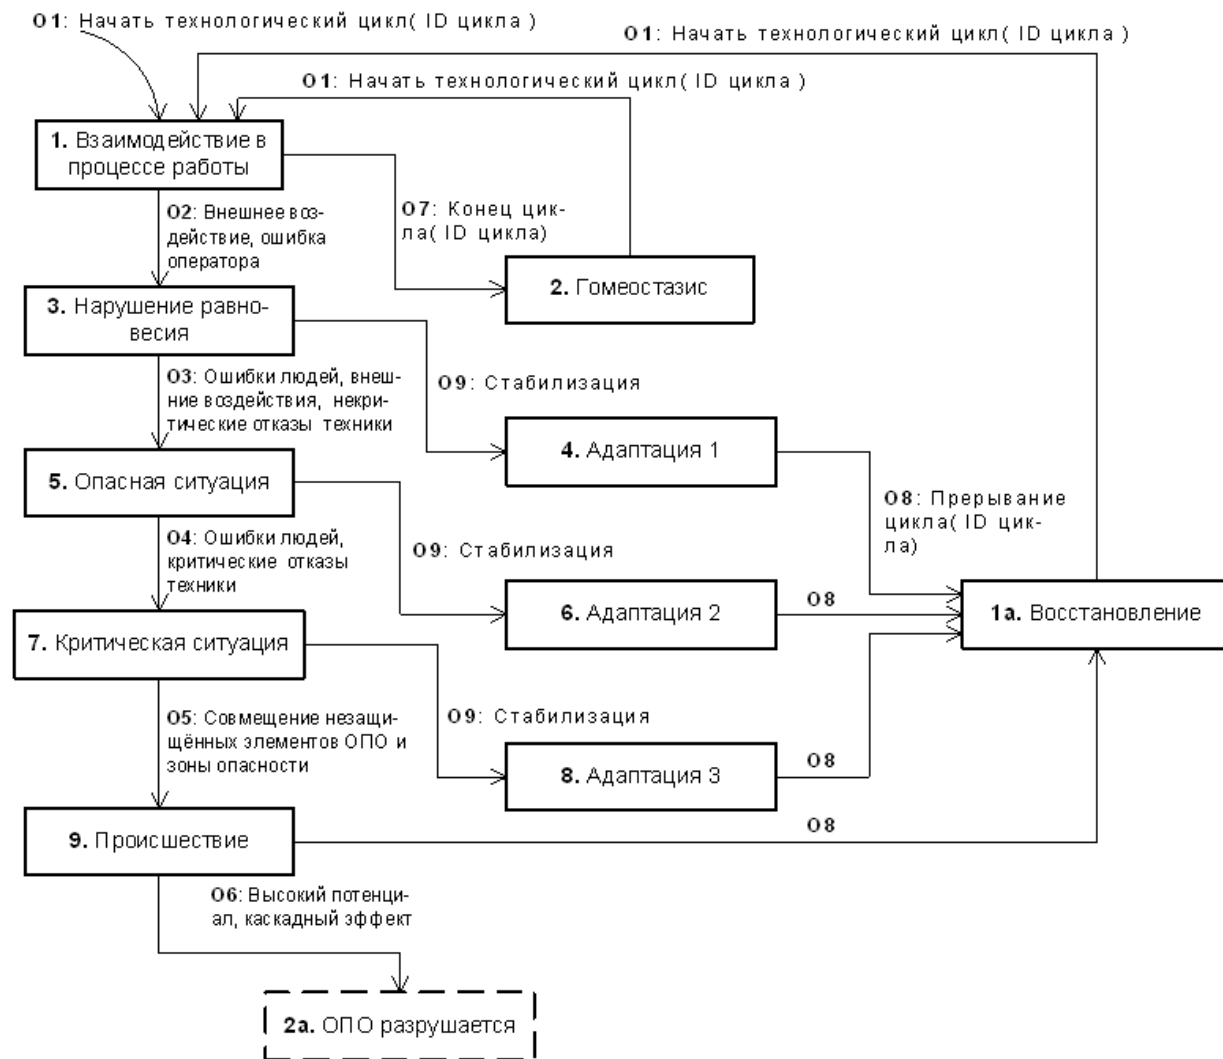 О1: Начать технологический цикл( ID цикла )
О1: Начать технологический цикл( ID цикла )
О1: Начать технологический цикл( ID цикла )
1. Взаимодействие в
процессе работы
О2: Внешнее воз-
действие, ошибка
оператора
О7: Конец цик-
ла( ID цикла)
2. Гомеостазис
3. Нарушение равно-
весия
О3: Ошибки людей, внеш-
ние воздействия, некри-
тические отказы техники
О9: Стабилизация
4. Адаптация 1
5. Опасная ситуация
О8: Прерывание
цикла( ID цик-
ла)
О4: Ошибки людей,
критические отказы
техники
О9: Стабилизация
6. Адаптация 2
О8
1а. Восстановление
7. Критическая ситуация
О5: Совмещение незащи-
щённых элементов ОПО и
зоны опасности
О9: Стабилизация
8. Адаптация 3
О8
9. Происшествие
О8
О6: Высокий потенци-
ал, каскадный эффект
2а. ОПО разрушается